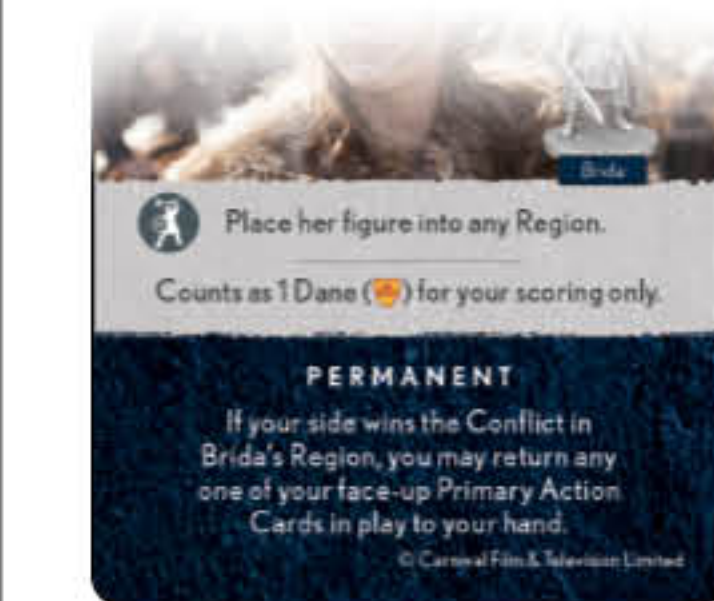 Brida
Place her figure into any Region.
Counts as 1 Dane ( ) for your scoring only.
PERMANENT
If your side wins the Conflict in
Brida's Region, you may return any
one of your face-up Primary Action
Cards in play to your hand.
© Carnival Film & Television Limited